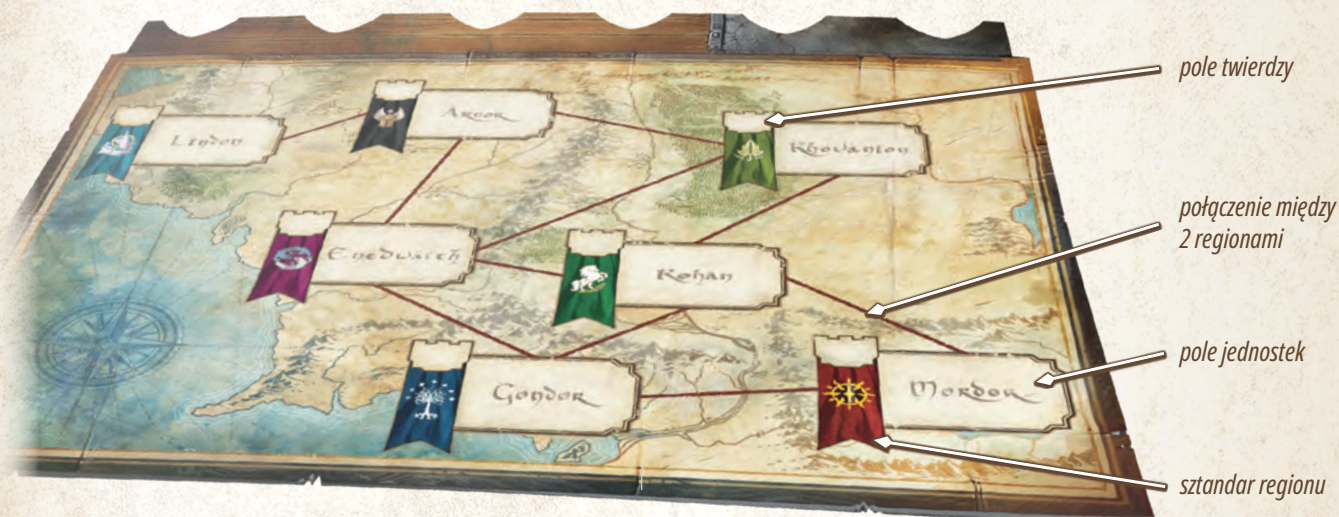 pole twierdzy
Lindon
Arnor
Rhovanion
połączenie między
2 regionami
Enedwaith
Rohan
pole jednostek
Gondor
Mordor
sztandar regionu